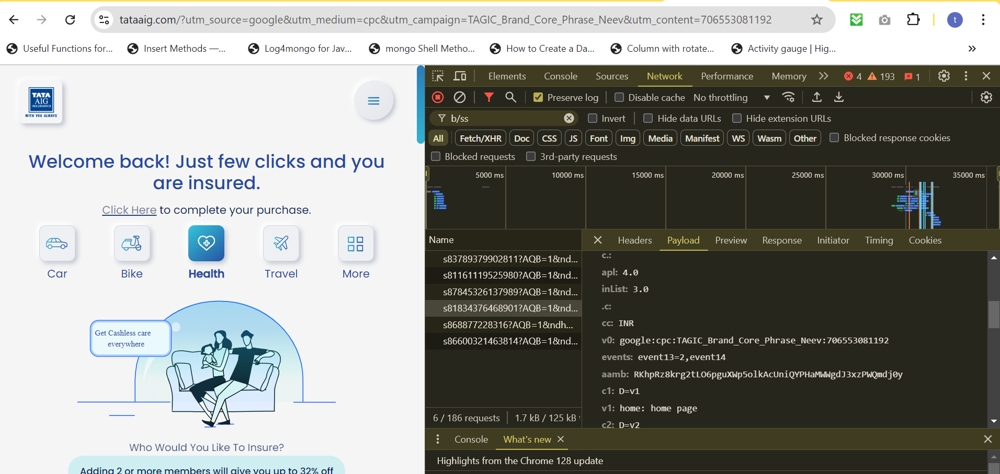 tataaig.com/?utm_source=google&utm_medium=cpc&utm_campaign=TAGIC_Brand_Core_Phrase_Neev&utm_content=706553081192
t
Useful Functions for... Insert Methods —... Log4mongo for Jav... mongo Shell Metho... How to Create a Da... Column with rotate... Activity gauge | Hig...
TATA
AIG
INSURANCE
WITH YOU ALWAYS
Welcome back! Just few clicks and you
are insured.
Click Here to complete your purchase.
Car Bike Health Travel More
Get Cashless care
everywhere
Who Would You Like To Insure?
Adding 2 or more members will give you up to 32% off
Elements Console Sources Network Performance Memory 4 193 1
Preserve log Disable cache No throttling
b/ss Invert Hide data URLs Hide extension URLs
All Fetch/XHR Doc CSS JS Font Img Media Manifest WS Wasm Other Blocked response cookies
Blocked requests 3rd-party requests
5000 ms 10000 ms 15000 ms 20000 ms 25000 ms 30000 ms 35000 ms
Name
s83789379902811?AQB=1&nd...
s81161119525980?AQB=1&nd...
s87845326137989?AQB=1&nd...
s81834376468901?AQB=1&nd...
s868877228316?AQB=1&ndh...
s86600321463814?AQB=1&nd...
6 / 186 requests 1.7 kB / 125 kB
Headers Payload Preview Response Initiator Timing Cookies
c.:
apl: 4.0
inList: 3.0
.c:
cc: INR
v0: google:cpc:TAGIC_Brand_Core_Phrase_Neev:706553081192
events: event13=2,event14
aamb: RKhpRz8krg2tLO6pguXWp5olkAcUniQYPHaMWWgdJ3xzPWQmdj0y
c1: D=v1
v1: home: home page
c2: D=v2
Console What's new
Highlights from the Chrome 128 update